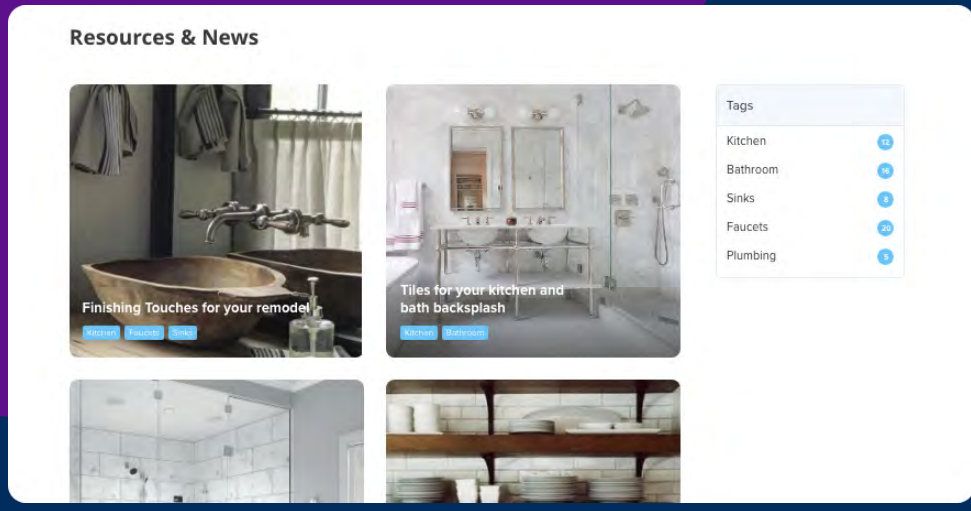 Resources & News
Finishing Touches for your remodel
Kitchen Faucets Sinks
Tiles for your kitchen and
bath backsplash
Kitchen Bathroom
Tags
Kitchen 12
Bathroom 16
Sinks 8
Faucets 20
Plumbing 5